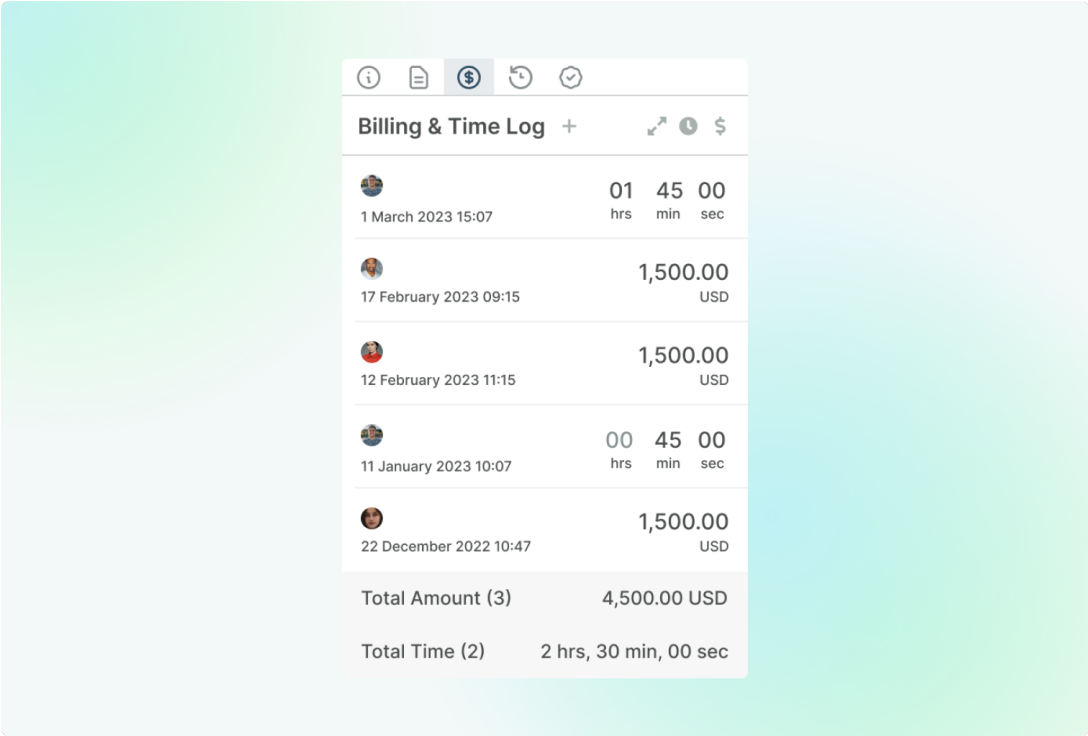 Billing & Time Log
01 45 00
hrs min sec
1 March 2023 15:07
1,500.00
17 February 2023 09:15 USD
1,500.00
12 February 2023 11:15 USD
00 45 00
hrs min sec
11 January 2023 10:07
1,500.00
22 December 2022 10:47 USD
Total Amount (3) 4,500.00 USD
Total Time (2) 2 hrs, 30 min, 00 sec